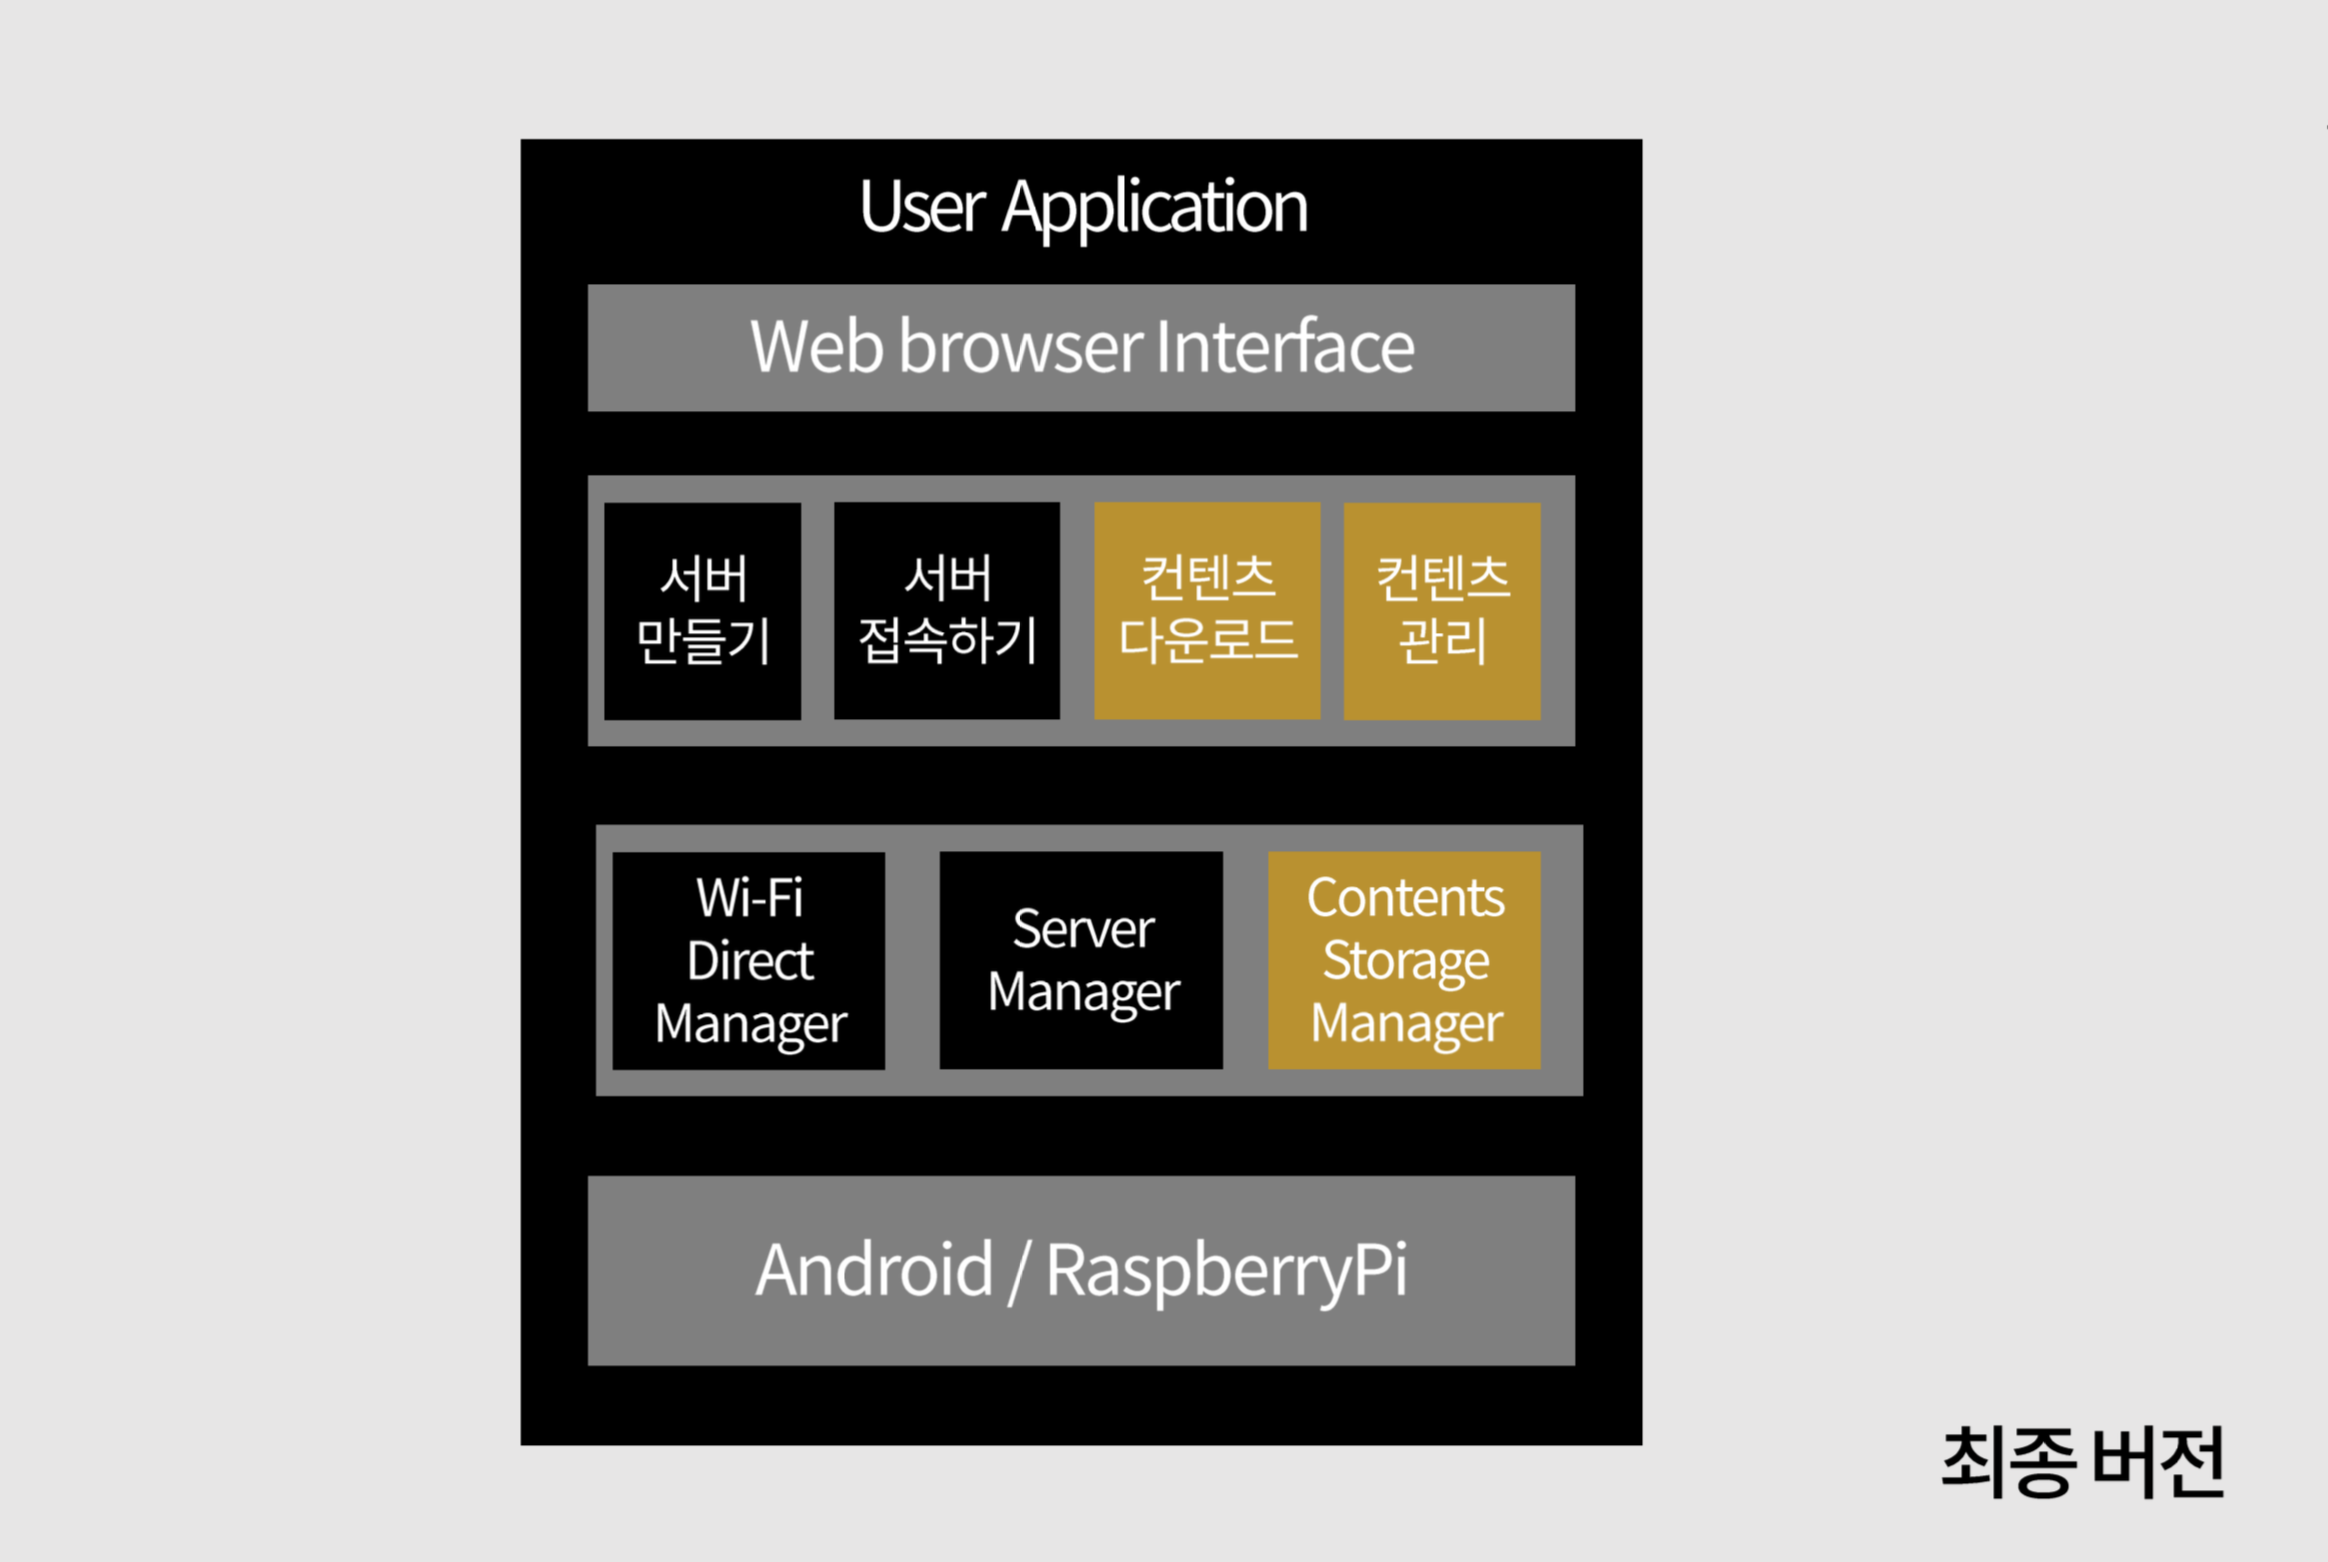 User Application
Web browser Interface
서버
만들기
서버
접속하기
컨텐츠
다운로드
컨텐츠
관리
Wi-Fi
Direct
Manager
Server
Manager
Contents
Storage
Manager
Android / RaspberryPi
최종 버전